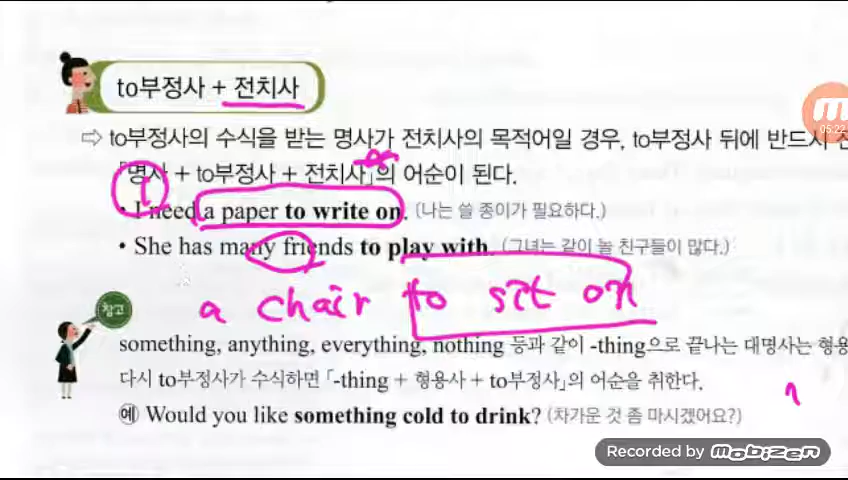 to부정사 + 전치사
05:22
⇨ to부정사의 수식을 받는 명사가 전치사의 목적어일 경우, to부정사 뒤에 반드시 전
「명사 + to부정사 + 전치사」의 어순이 된다.
• I need a paper to write on. (나는 쓸 종이가 필요하다.)
• She has many friends to play with. (그녀는 같이 놀 친구들이 많다.)
a chair to sit on
참고
something, anything, everything, nothing 등과 같이 -thing으로 끝나는 대명사는 형용
다시 to부정사가 수식하면 「-thing + 형용사 + to부정사」의 어순을 취한다.
예 Would you like something cold to drink? (차가운 것 좀 마시겠어요?)
Recorded by mobizen